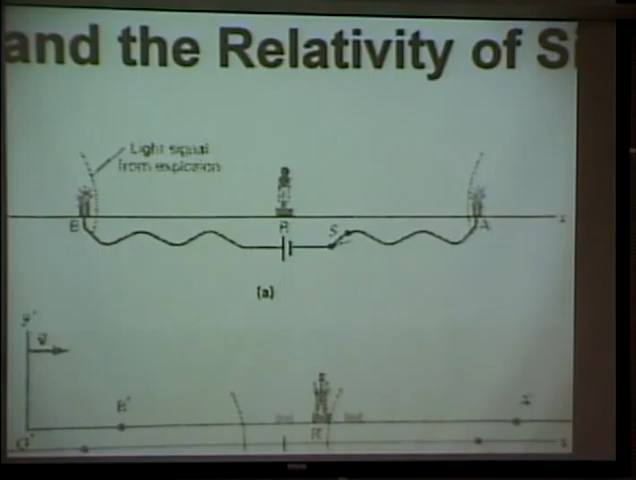 and the Relativity of Si
Light signal
from explosion
B R S A x
(a)
y'
v
B'
R'
O' x